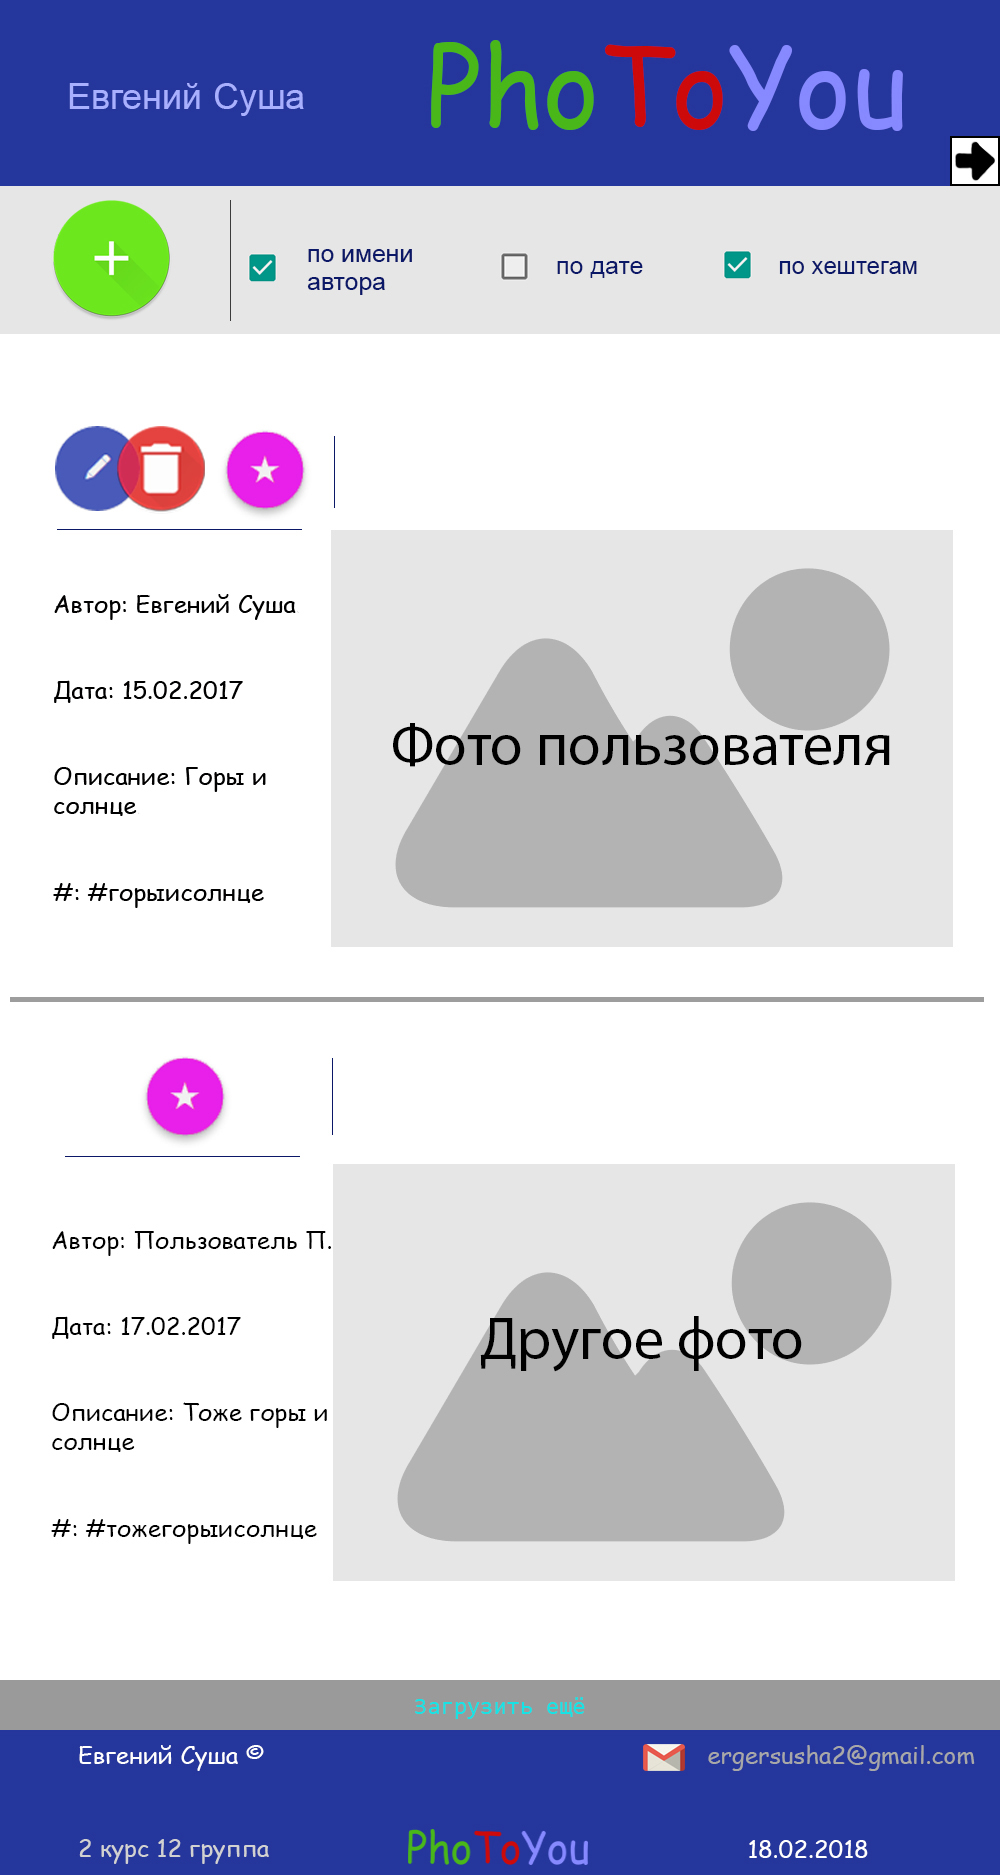 Евгений Суша
PhoToYou
по имени
автора
по дате
по хештегам
Автор: Евгений Суша
Дата: 15.02.2017
Описание: Горы и
солнце
#: #горыисолнце
Фото пользователя
Автор: Пользователь П.
Дата: 17.02.2017
Описание: Тоже горы и
солнце
#: #тожегорыисолнце
Другое фото
Загрузить ещё
Евгений Суша ©
ergersusha2@gmail.com
2 курс 12 группа
PhoToYou
18.02.2018